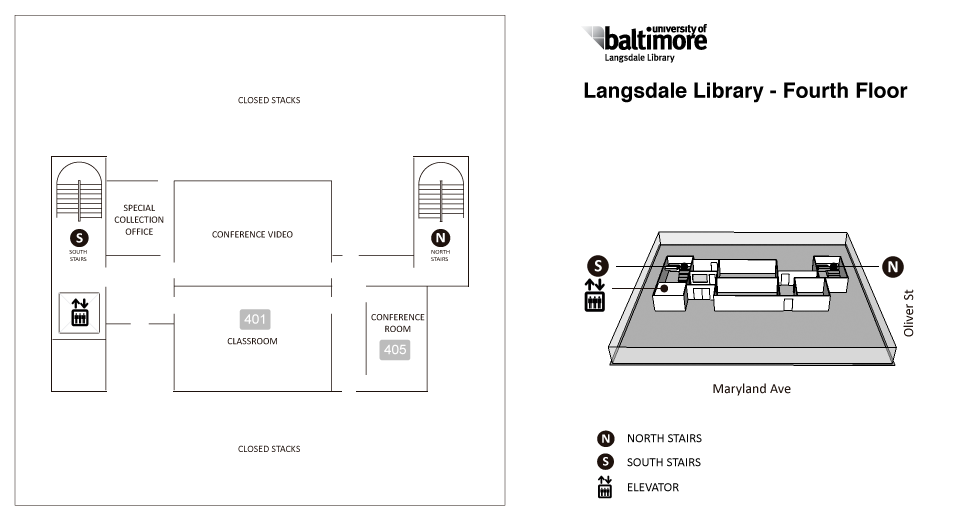 university of
baltimore
Langsdale Library
Langsdale Library - Fourth Floor
CLOSED STACKS
SPECIAL
COLLECTION
OFFICE
CONFERENCE VIDEO
S
SOUTH
STAIRS
N
NORTH
STAIRS
401
CLASSROOM
CONFERENCE
ROOM
405
CLOSED STACKS
S
N
Oliver St
Maryland Ave
N NORTH STAIRS
S SOUTH STAIRS
ELEVATOR